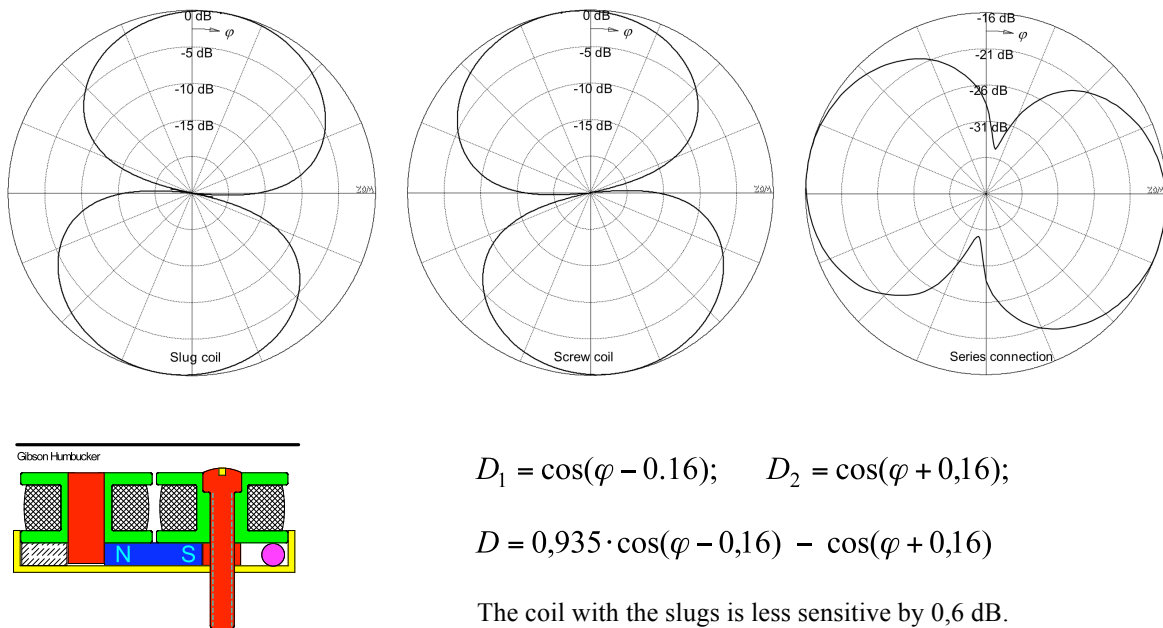 0 dB
φ
-5 dB
-10 dB
-15 dB
Slug coil
0 dB
φ
-5 dB
-10 dB
-15 dB
Screw coil
-16 dB
φ
-21 dB
-26 dB
-31 dB
Series connection
Gibson Humbucker
N S
D₁ = cos(φ − 0.16); D₂ = cos(φ + 0,16);
D = 0,935 · cos(φ − 0,16) − cos(φ + 0,16)
The coil with the slugs is less sensitive by 0,6 dB.